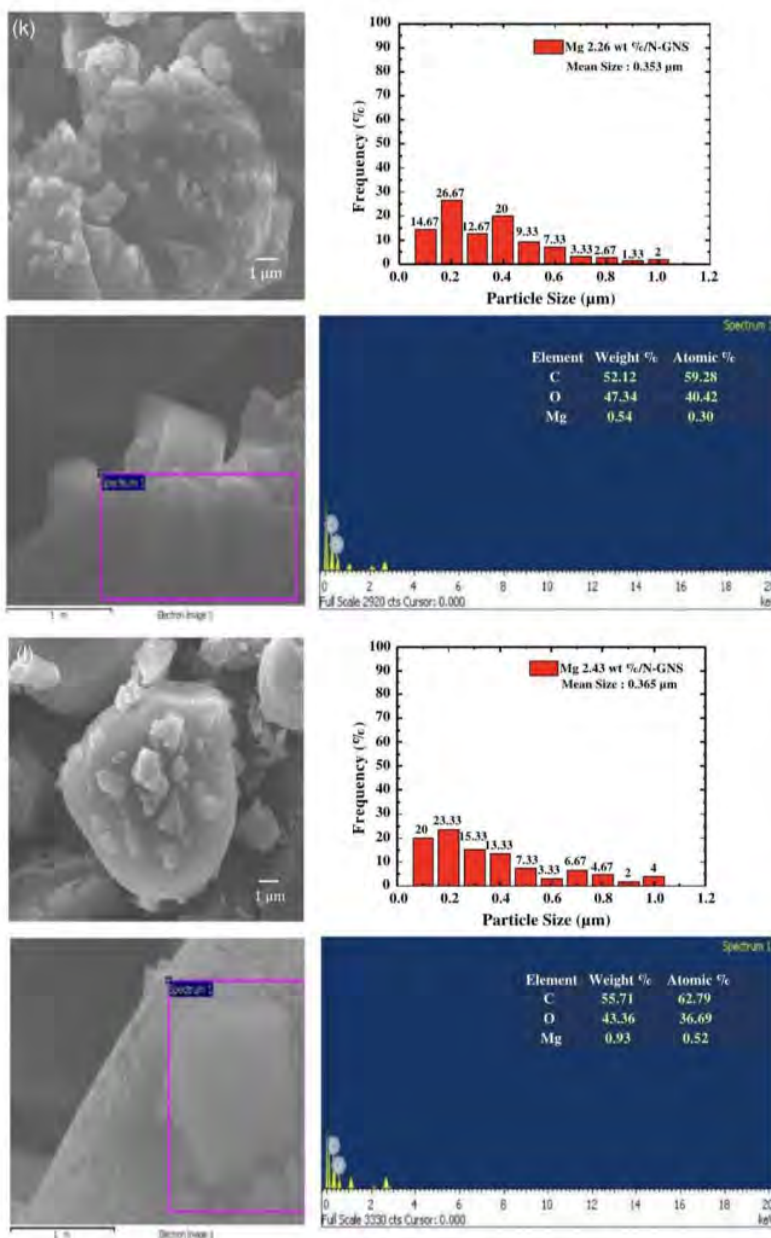 (k)
1 μm
100
90
80
70
60
50
40
30
20
10
0
Frequency (%)
Mg 2.26 wt %/N-GNS
Mean Size : 0.353 μm
14.67
26.67
12.67
20
9.33
7.33
3.33
2.67
1.33
2
0.0 0.2 0.4 0.6 0.8 1.0 1.2
Particle Size (μm)
Spectrum 1
Electron Image 1
Spectrum
Element Weight % Atomic %
C 52.12 59.28
O 47.34 40.42
Mg 0.54 0.30
0 2 4 6 8 10 12 14 16 18 20
Full Scale 2920 cts Cursor: 0.000
ke
1 μm
100
90
80
70
60
50
40
30
20
10
0
Frequency (%)
Mg 2.43 wt %/N-GNS
Mean Size : 0.365 μm
20
23.33
15.33
13.33
7.33
3.33
6.67
4.67
2
4
0.0 0.2 0.4 0.6 0.8 1.0 1.2
Particle Size (μm)
Spectrum 1
Electron Image 1
Spectrum 1
Element Weight % Atomic %
C 55.71 62.79
O 43.36 36.69
Mg 0.93 0.52
0 2 4 6 8 10 12 14 16 18 20
Full Scale 3330 cts Cursor: 0.000
ke